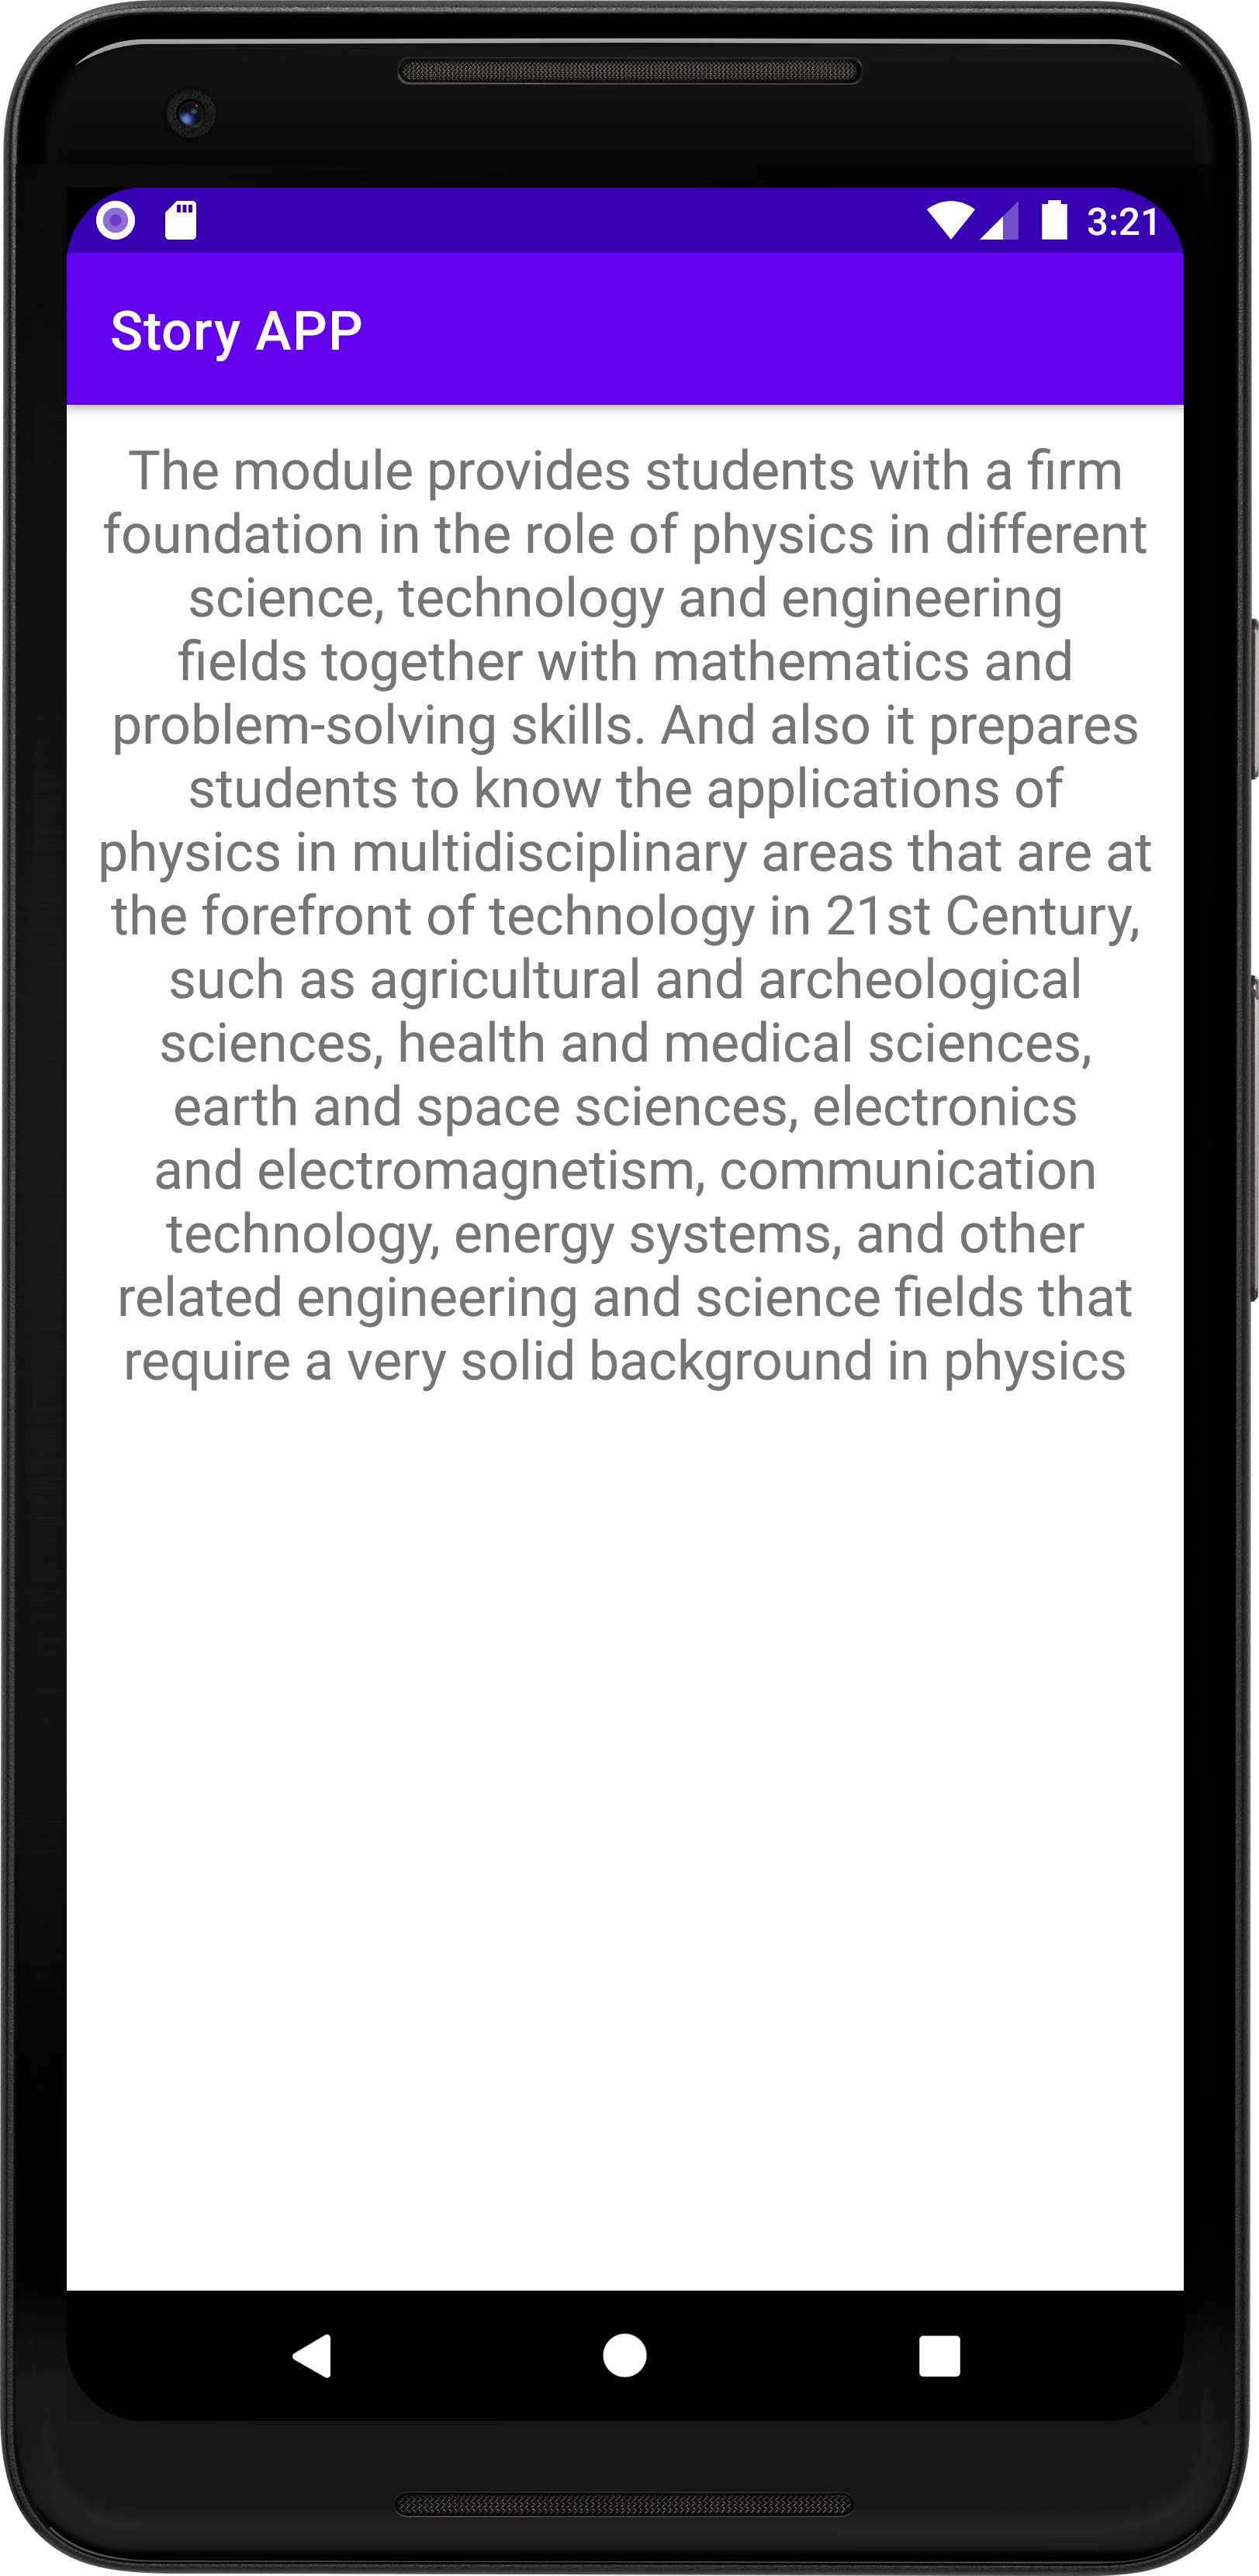 3:21
Story APP
The module provides students with a firm
foundation in the role of physics in different
science, technology and engineering
fields together with mathematics and
problem-solving skills. And also it prepares
students to know the applications of
physics in multidisciplinary areas that are at
the forefront of technology in 21st Century,
such as agricultural and archeological
sciences, health and medical sciences,
earth and space sciences, electronics
and electromagnetism, communication
technology, energy systems, and other
related engineering and science fields that
require a very solid background in physics